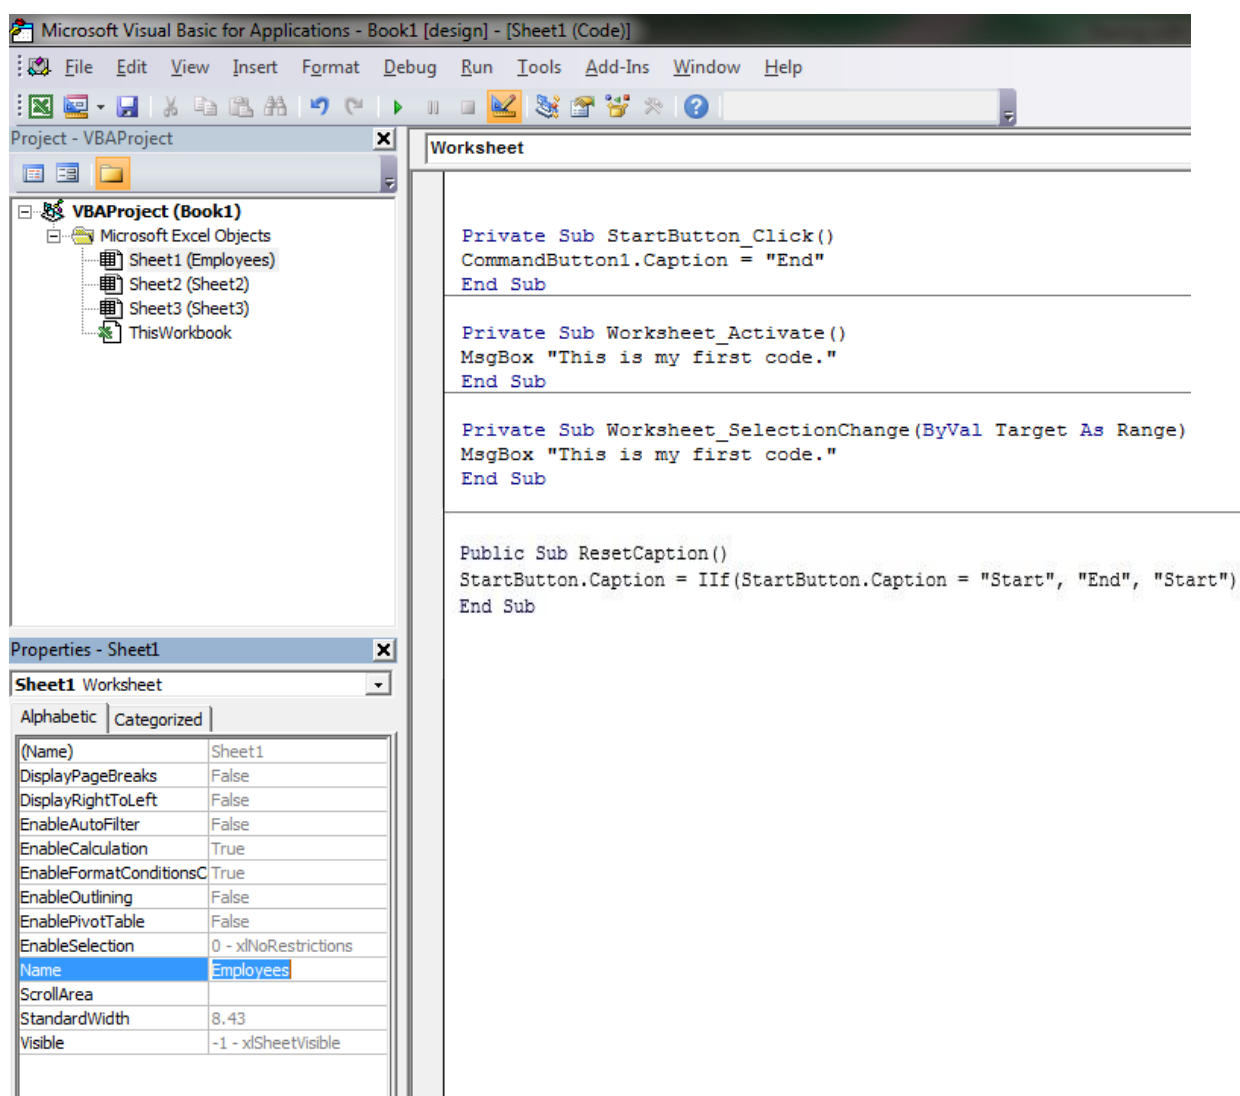 Microsoft Visual Basic for Applications - Book1 [design] - [Sheet1 (Code)]
File Edit View Insert Format Debug Run Tools Add-Ins Window Help
Project - VBAProject
VBAProject (Book1)
Microsoft Excel Objects
Sheet1 (Employees)
Sheet2 (Sheet2)
Sheet3 (Sheet3)
ThisWorkbook
Properties - Sheet1
Sheet1 Worksheet
Alphabetic Categorized
(Name) Sheet1
DisplayPageBreaks False
DisplayRightToLeft False
EnableAutoFilter False
EnableCalculation True
EnableFormatConditionsC True
EnableOutlining False
EnablePivotTable False
EnableSelection 0 - xlNoRestrictions
Name Employees
ScrollArea
StandardWidth 8.43
Visible -1 - xlSheetVisible
Worksheet
Private Sub StartButton_Click()
CommandButton1.Caption = "End"
End Sub
Private Sub Worksheet_Activate()
MsgBox "This is my first code."
End Sub
Private Sub Worksheet_SelectionChange(ByVal Target As Range)
MsgBox "This is my first code."
End Sub
Public Sub ResetCaption()
StartButton.Caption = IIf(StartButton.Caption = "Start", "End", "Start")
End Sub